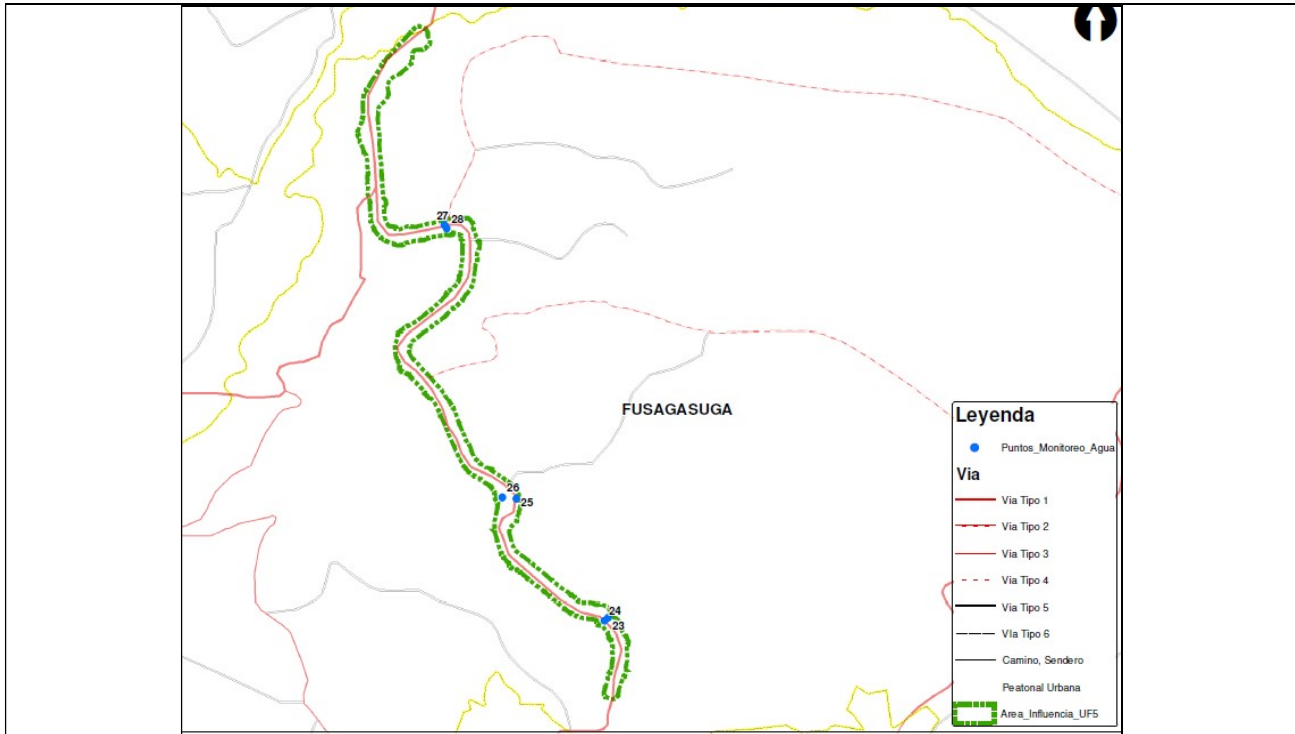 27
28
FUSAGASUGA
26
25
24
23
Leyenda
Puntos_Monitoreo_Agua
Via
Via Tipo 1
Via Tipo 2
Via Tipo 3
Via Tipo 4
Via Tipo 5
VIa Tipo 6
Camino, Sendero
Peatonal Urbana
Area_Influencia_UF5